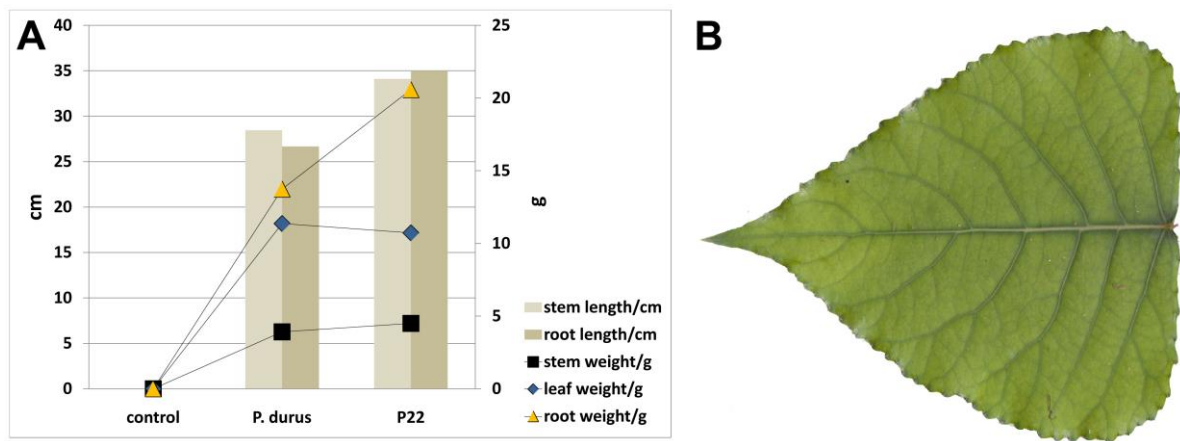 A
40
35
30
25
20
15
10
5
0
cm
25
20
15
10
5
0
g
control
P. durus
P22
stem length/cm
root length/cm
stem weight/g
leaf weight/g
root weight/g
B